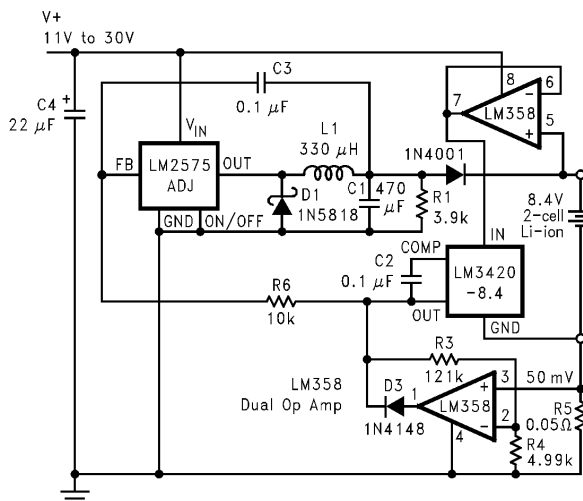 V+
11V to 30V
C3
0.1 μF
C4
+
22 μF
8
7
LM358
−
6
+
5
V IN
L1
330 μH
FB
LM2575
ADJ
OUT
1N4001
D1
1N5818
C1
470
μF
R1
3.9k
8.4V
2-cell
Li-ion
GND
ON/OFF
IN
COMP
C2
0.1 μF
LM3420
-8.4
R6
10k
OUT
GND
R3
121k
LM358
Dual Op Amp
D3
1N4148
1
+
3
50 mV
LM358
−
2
4
R5
0.05Ω
R4
4.99k